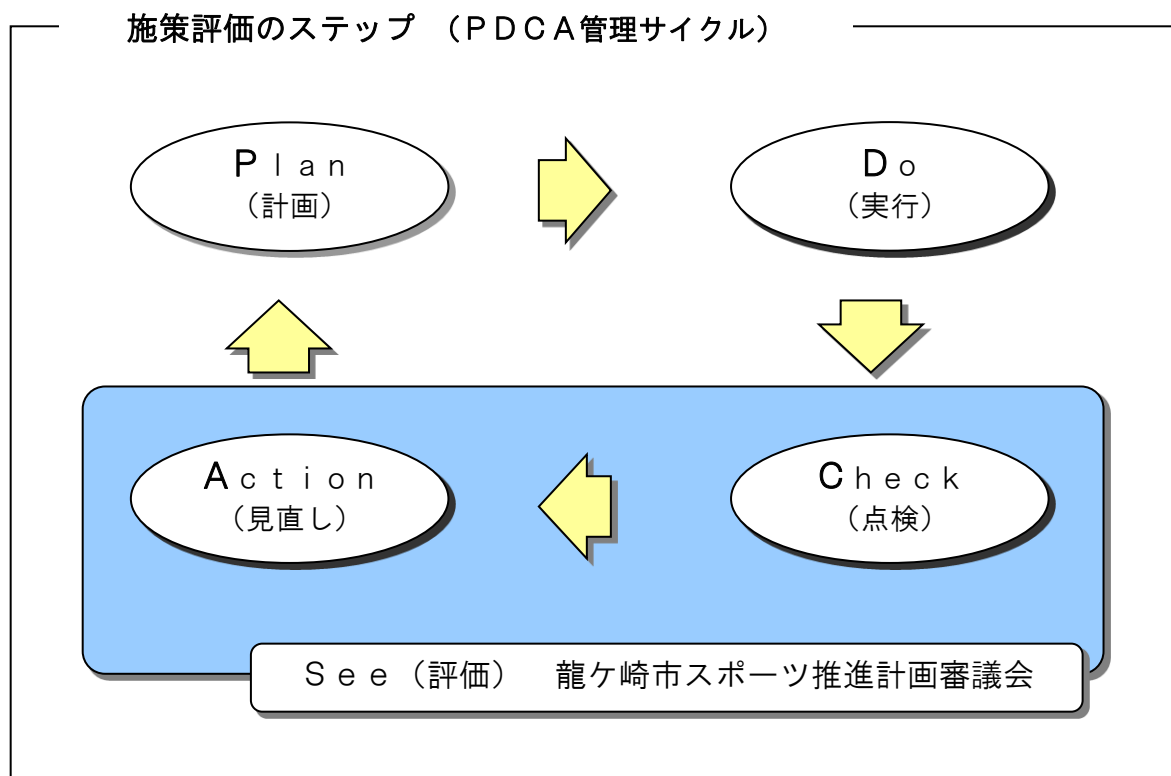 施策評価のステップ （ＰＤＣＡ管理サイクル）
Ｐｌａｎ
（計画）
Ｄｏ
（実行）
Ａｃｔｉｏｎ
（見直し）
Ｃｈｅｃｋ
（点検）
Ｓｅｅ（評価）　龍ケ崎市スポーツ推進計画審議会